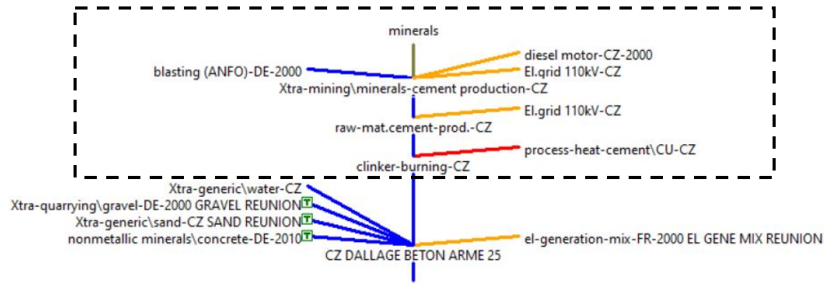 minerals
diesel motor-CZ-2000
blasting (ANFO)-DE-2000
El.grid 110kV-CZ
Xtra-mining\minerals-cement production-CZ
El.grid 110kV-CZ
raw-mat.cement-prod.-CZ
process-heat-cement\CU-CZ
clinker-burning-CZ
Xtra-generic\water-CZ
Xtra-quarrying\gravel-DE-2000 GRAVEL REUNION T
Xtra-generic\sand-CZ SAND REUNION T
nonmetallic minerals\concrete-DE-2010 T
el-generation-mix-FR-2000 EL GENE MIX REUNION
CZ DALLAGE BETON ARME 25